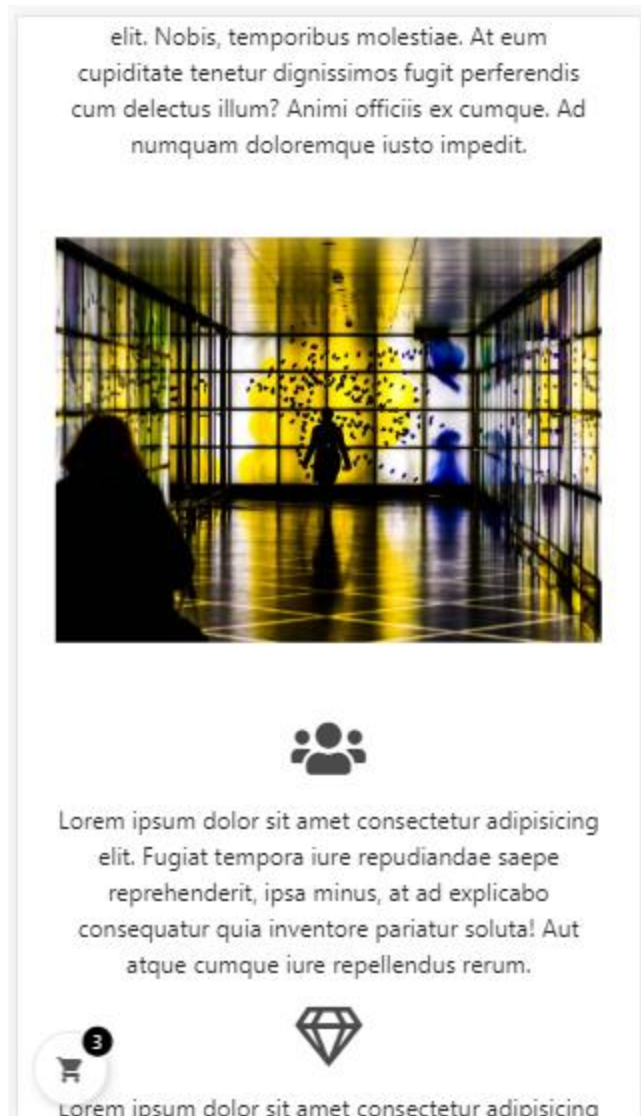 elit. Nobis, temporibus molestiae. At eum
cupiditate tenetur dignissimos fugit perferendis
cum delectus illum? Animi officiis ex cumque. Ad
numquam doloremque iusto impedit.
Lorem ipsum dolor sit amet consectetur adipisicing
elit. Fugiat tempora iure repudiandae saepe
reprehenderit, ipsa minus, at ad explicabo
consequatur quia inventore pariatur soluta! Aut
atque cumque iure repellendus rerum.
3
Lorem ipsum dolor sit amet consectetur adipisicing